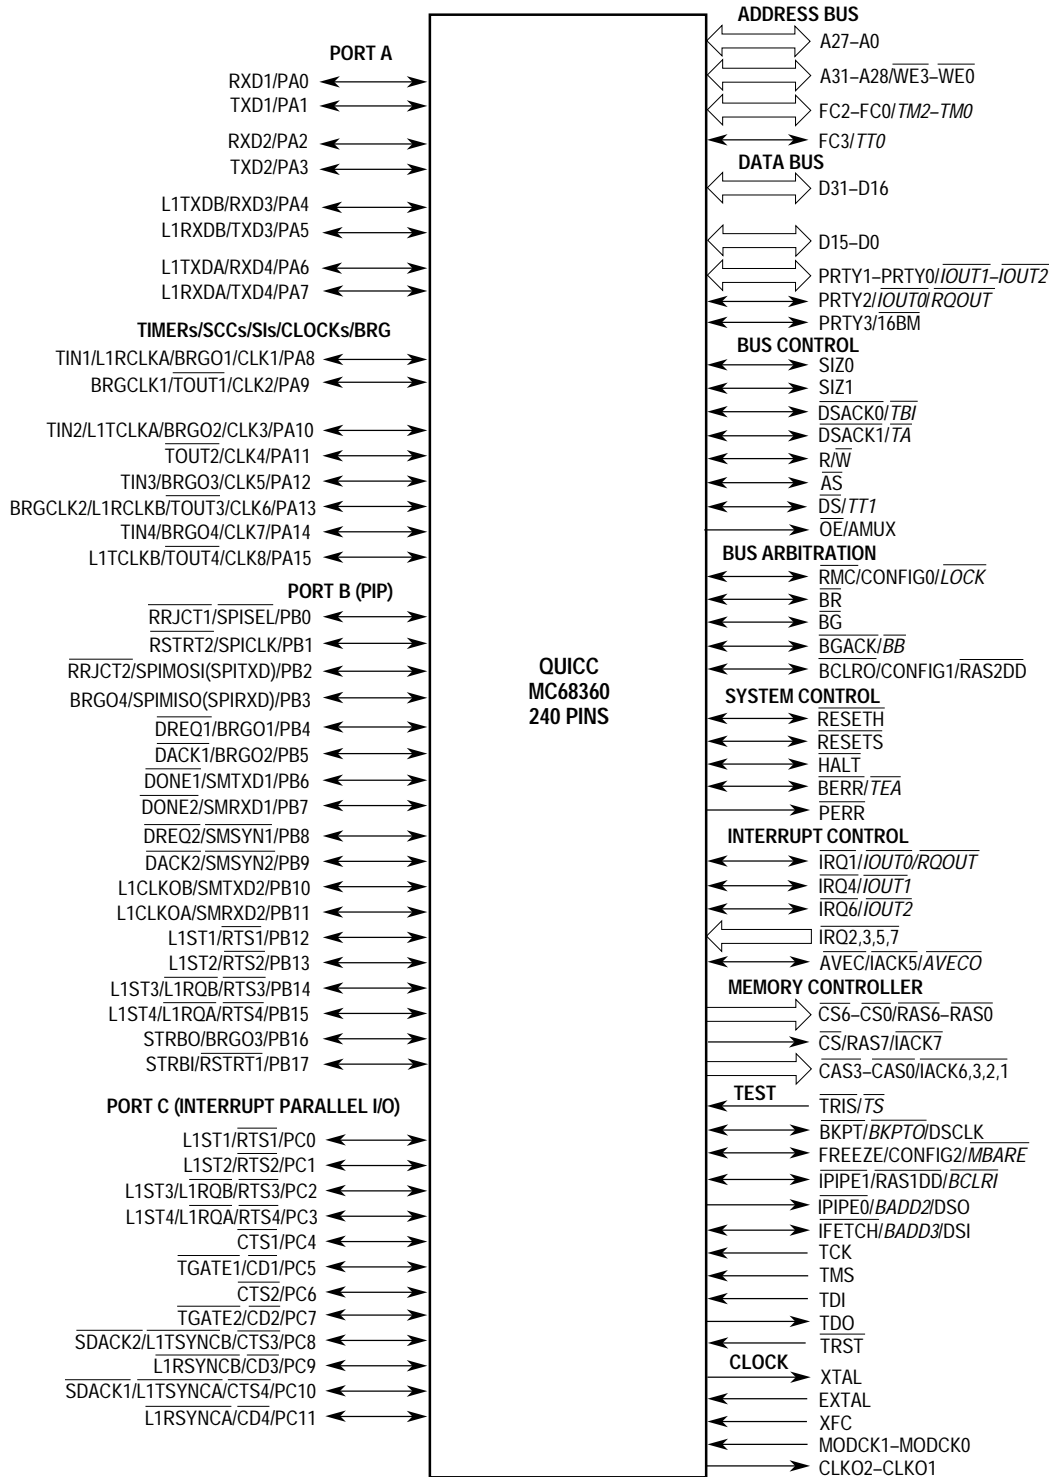 PORT A
RXD1/PA0
TXD1/PA1
RXD2/PA2
TXD2/PA3
L1TXDB/RXD3/PA4
L1RXDB/TXD3/PA5
L1TXDA/RXD4/PA6
L1RXDA/TXD4/PA7
TIMERs/SCCs/SIs/CLOCKs/BRG
TIN1/L1RCLKA/BRGO1/CLK1/PA8
BRGCLK1/TOUT1/CLK2/PA9
TIN2/L1TCLKA/BRGO2/CLK3/PA10
TOUT2/CLK4/PA11
TIN3/BRGO3/CLK5/PA12
BRGCLK2/L1RCLKB/TOUT3/CLK6/PA13
TIN4/BRGO4/CLK7/PA14
L1TCLKB/TOUT4/CLK8/PA15
PORT B (PIP)
RRJCT1/SPISEL/PB0
RSTRT2/SPICLK/PB1
RRJCT2/SPIMOSI(SPITXD)/PB2
BRGO4/SPIMISO(SPIRXD)/PB3
DREQ1/BRGO1/PB4
DACK1/BRGO2/PB5
DONE1/SMTXD1/PB6
DONE2/SMRXD1/PB7
DREQ2/SMSYN1/PB8
DACK2/SMSYN2/PB9
L1CLKOB/SMTXD2/PB10
L1CLKOA/SMRXD2/PB11
L1ST1/RTS1/PB12
L1ST2/RTS2/PB13
L1ST3/L1RQB/RTS3/PB14
L1ST4/L1RQA/RTS4/PB15
STRBO/BRGO3/PB16
STRBI/RSTRT1/PB17
PORT C (INTERRUPT PARALLEL I/O)
L1ST1/RTS1/PC0
L1ST2/RTS2/PC1
L1ST3/L1RQB/RTS3/PC2
L1ST4/L1RQA/RTS4/PC3
CTS1/PC4
TGATE1/CD1/PC5
CTS2/PC6
TGATE2/CD2/PC7
SDACK2/L1TSYNCB/CTS3/PC8
L1RSYNCB/CD3/PC9
SDACK1/L1TSYNCA/CTS4/PC10
L1RSYNCA/CD4/PC11
QUICC
MC68360
240 PINS
ADDRESS BUS
A27–A0
A31–A28/WE3–WE0
FC2–FC0/TM2–TM0
FC3/TT0
DATA BUS
D31–D16
D15–D0
PRTY1–PRTY0/IOUT1–IOUT2
PRTY2/IOUT0/RQOUT
PRTY3/16BM
BUS CONTROL
SIZ0
SIZ1
DSACK0/TBI
DSACK1/TA
R/W
AS
DS/TT1
OE/AMUX
BUS ARBITRATION
RMC/CONFIG0/LOCK
BR
BG
BGACK/BB
BCLRO/CONFIG1/RAS2DD
SYSTEM CONTROL
RESETH
RESETS
HALT
BERR/TEA
PERR
INTERRUPT CONTROL
IRQ1/IOUT0/RQOUT
IRQ4/IOUT1
IRQ6/IOUT2
IRQ2,3,5,7
AVEC/IACK5/AVECO
MEMORY CONTROLLER
CS6–CS0/RAS6–RAS0
CS/RAS7/IACK7
CAS3–CAS0/IACK6,3,2,1
TEST
TRIS/TS
BKPT/BKPTO/DSCLK
FREEZE/CONFIG2/MBARE
IPIPE1/RAS1DD/BCLRI
IPIPE0/BADD2/DSO
IFETCH/BADD3/DSI
TCK
TMS
TDI
TDO
TRST
CLOCK
XTAL
EXTAL
XFC
MODCK1–MODCK0
CLKO2–CLKO1